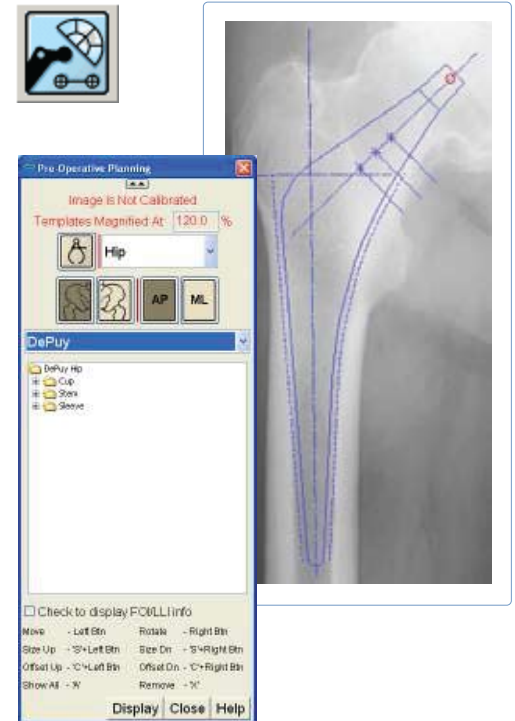 Pre-Operative Planning
Image Is Not Calibrated
Templates Magnified At 120.0 %
Hip
AP ML
DePuy
DePuy Hip
Cup
Stem
Sleeve
Check to display FOI/LLI info
Move - Left Btn Rotate - Right Btn
Size Up - 'S'+Left Btn Size Dn - 'S'+Right Btn
Offset Up - 'C'+Left Btn Offset Dn - 'C'+Right Btn
Show All - 'A' Remove - 'X'
Display Close Help